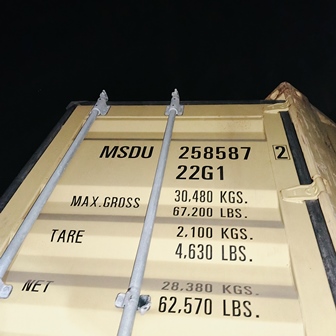 MSDU 258587 2
22G1
MAX.GROSS 30.480 KGS.
67.200 LBS.
TARE 2,100 KGS.
4,630 LBS.
NET 28,380 KGS.
62,570 LBS.